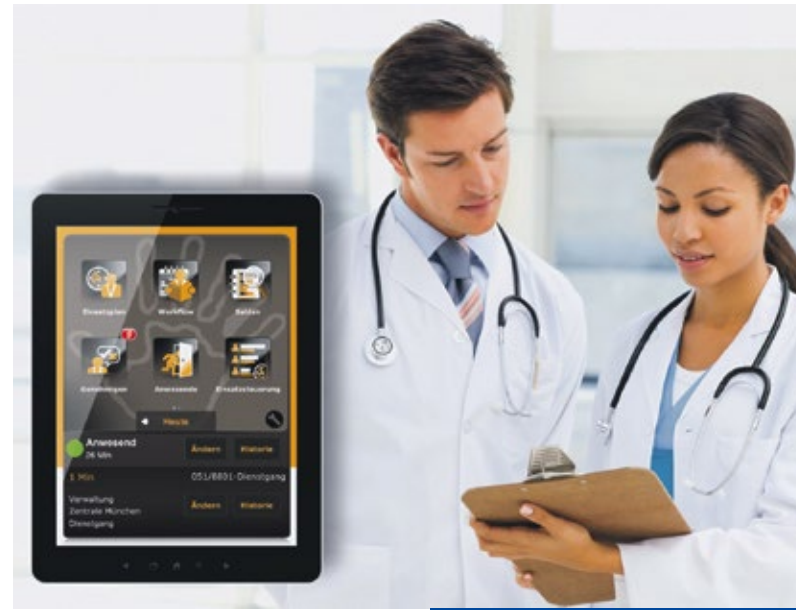 Einsatzplan Workflow Salden
Genehmigen Anwesende Einsatzsteuerung
Heute
Anwesend
26 Min
Ändern Historie
1 Min 051/8801-Dienstgang
Verwaltung
Zentrale München
Dienstgang
Ändern Historie